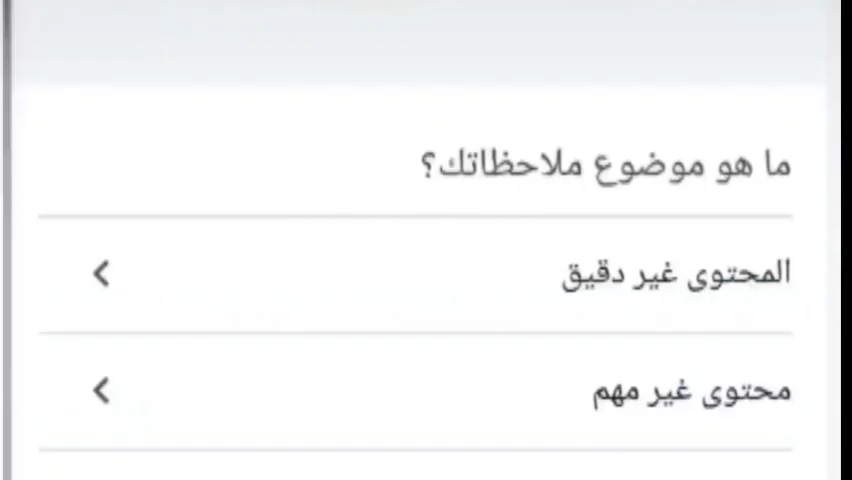 ما هو موضوع ملاحظاتك؟
المحتوى غير دقيق
محتوى غير مهم